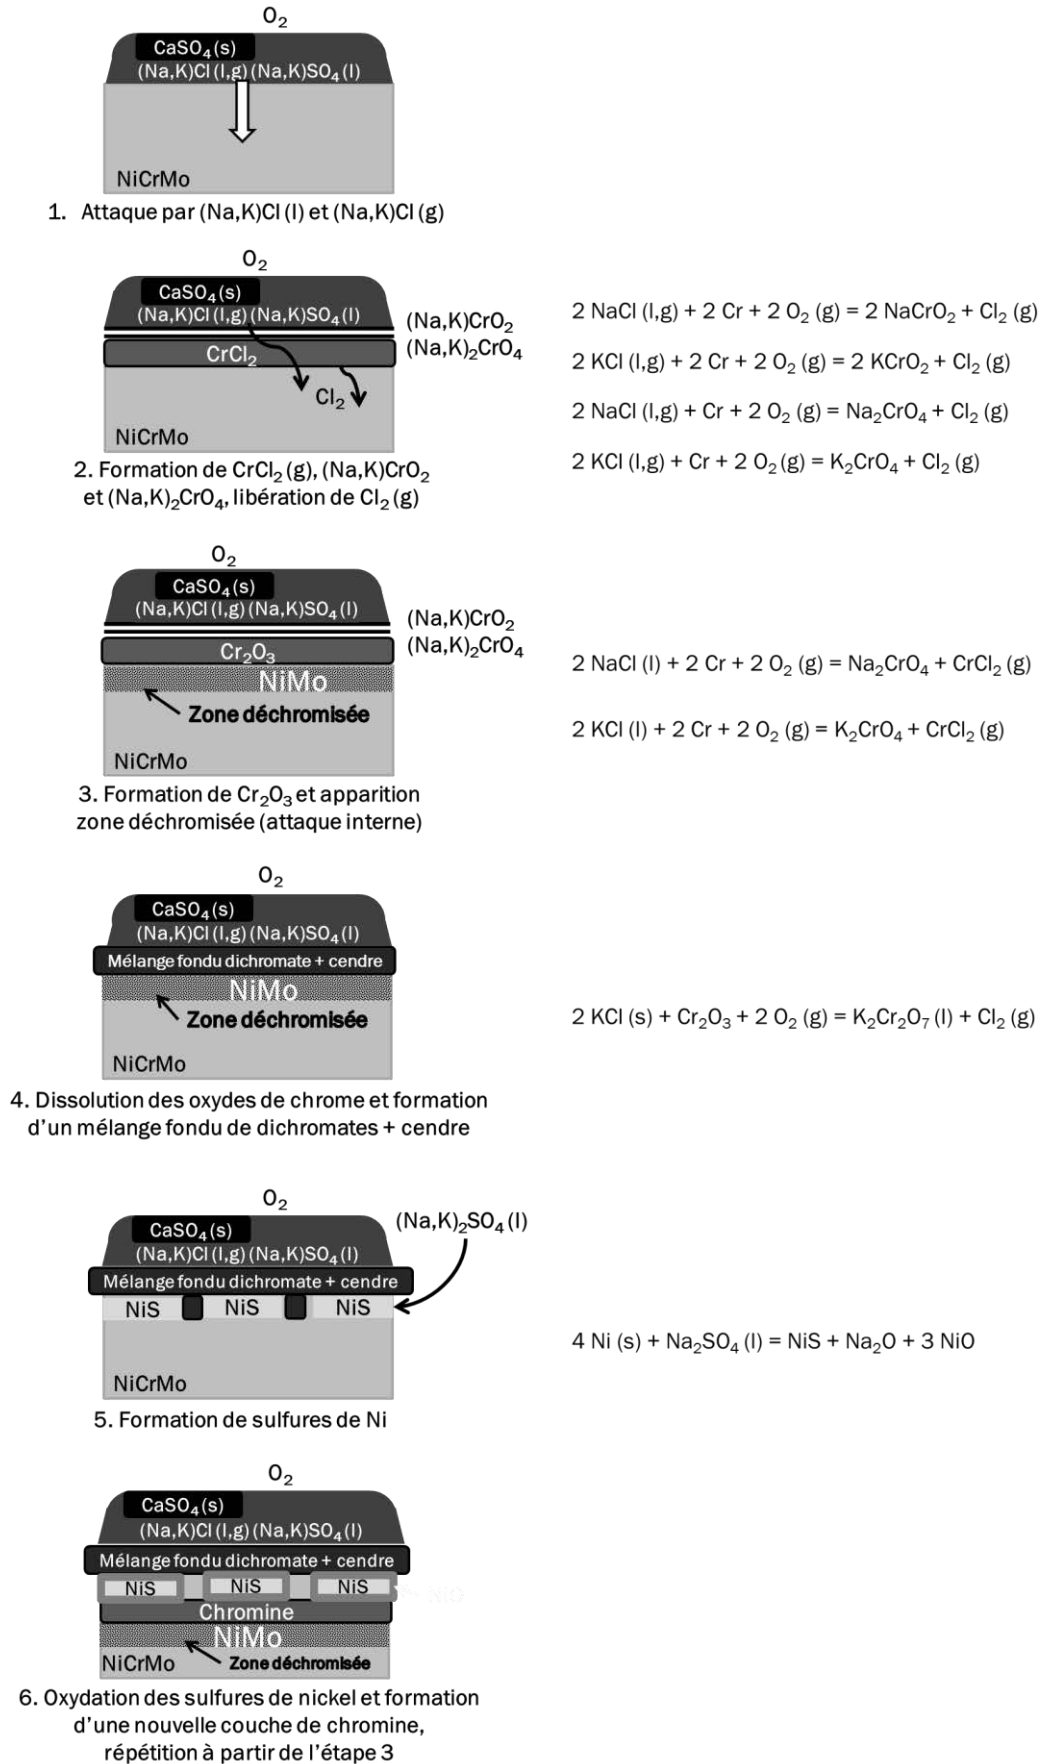 O₂
CaSO₄(s)
(Na,K)Cl (l,g) (Na,K)SO₄(l)
NiCrMo
1. Attaque par (Na,K)Cl (l) et (Na,K)Cl (g)
O₂
CaSO₄(s)
(Na,K)Cl (l,g) (Na,K)SO₄(l)
(Na,K)CrO₂
(Na,K)₂CrO₄
CrCl₂
Cl₂
NiCrMo
2. Formation de CrCl₂ (g), (Na,K)CrO₂
et (Na,K)₂CrO₄, libération de Cl₂ (g)
2 NaCl (l,g) + 2 Cr + 2 O₂ (g) = 2 NaCrO₂ + Cl₂ (g)
2 KCl (l,g) + 2 Cr + 2 O₂ (g) = 2 KCrO₂ + Cl₂ (g)
2 NaCl (l,g) + Cr + 2 O₂ (g) = Na₂CrO₄ + Cl₂ (g)
2 KCl (l,g) + Cr + 2 O₂ (g) = K₂CrO₄ + Cl₂ (g)
O₂
CaSO₄(s)
(Na,K)Cl (l,g) (Na,K)SO₄(l)
(Na,K)CrO₂
(Na,K)₂CrO₄
Cr₂O₃
NiMo
Zone déchromisée
NiCrMo
3. Formation de Cr₂O₃ et apparition
zone déchromisée (attaque interne)
2 NaCl (l) + 2 Cr + 2 O₂ (g) = Na₂CrO₄ + CrCl₂ (g)
2 KCl (l) + 2 Cr + 2 O₂ (g) = K₂CrO₄ + CrCl₂ (g)
O₂
CaSO₄(s)
(Na,K)Cl (l,g) (Na,K)SO₄(l)
Mélange fondu dichromate + cendre
NiMo
Zone déchromisée
NiCrMo
4. Dissolution des oxydes de chrome et formation
d'un mélange fondu de dichromates + cendre
2 KCl (s) + Cr₂O₃ + 2 O₂ (g) = K₂Cr₂O₇ (l) + Cl₂ (g)
O₂
CaSO₄(s)
(Na,K)Cl (l,g) (Na,K)SO₄(l)
(Na,K)₂SO₄ (l)
Mélange fondu dichromate + cendre
NiS NiS NiS
NiCrMo
5. Formation de sulfures de Ni
4 Ni (s) + Na₂SO₄ (l) = NiS + Na₂O + 3 NiO
O₂
CaSO₄(s)
(Na,K)Cl (l,g) (Na,K)SO₄(l)
Mélange fondu dichromate + cendre
NiS NiS NiS
Chromine
NiMo
NiCrMo
Zone déchromisée
6. Oxydation des sulfures de nickel et formation
d'une nouvelle couche de chromine,
répétition à partir de l'étape 3